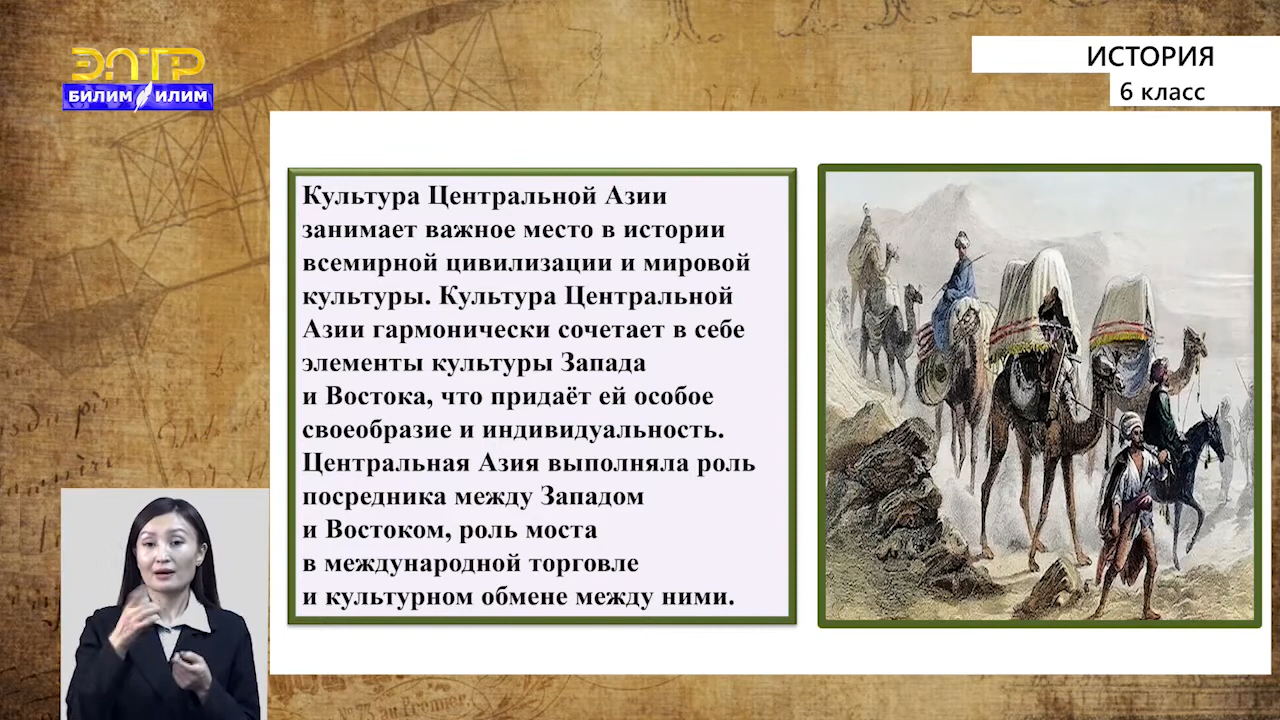 ЭЛТР
БИЛИМ ИЛИМ
ИСТОРИЯ
6 класс
Культура Центральной Азии
занимает важное место в истории
всемирной цивилизации и мировой
культуры. Культура Центральной
Азии гармонически сочетает в себе
элементы культуры Запада
и Востока, что придаёт ей особое
своеобразие и индивидуальность.
Центральная Азия выполняла роль
посредника между Западом
и Востоком, роль моста
в международной торговле
и культурном обмене между ними.